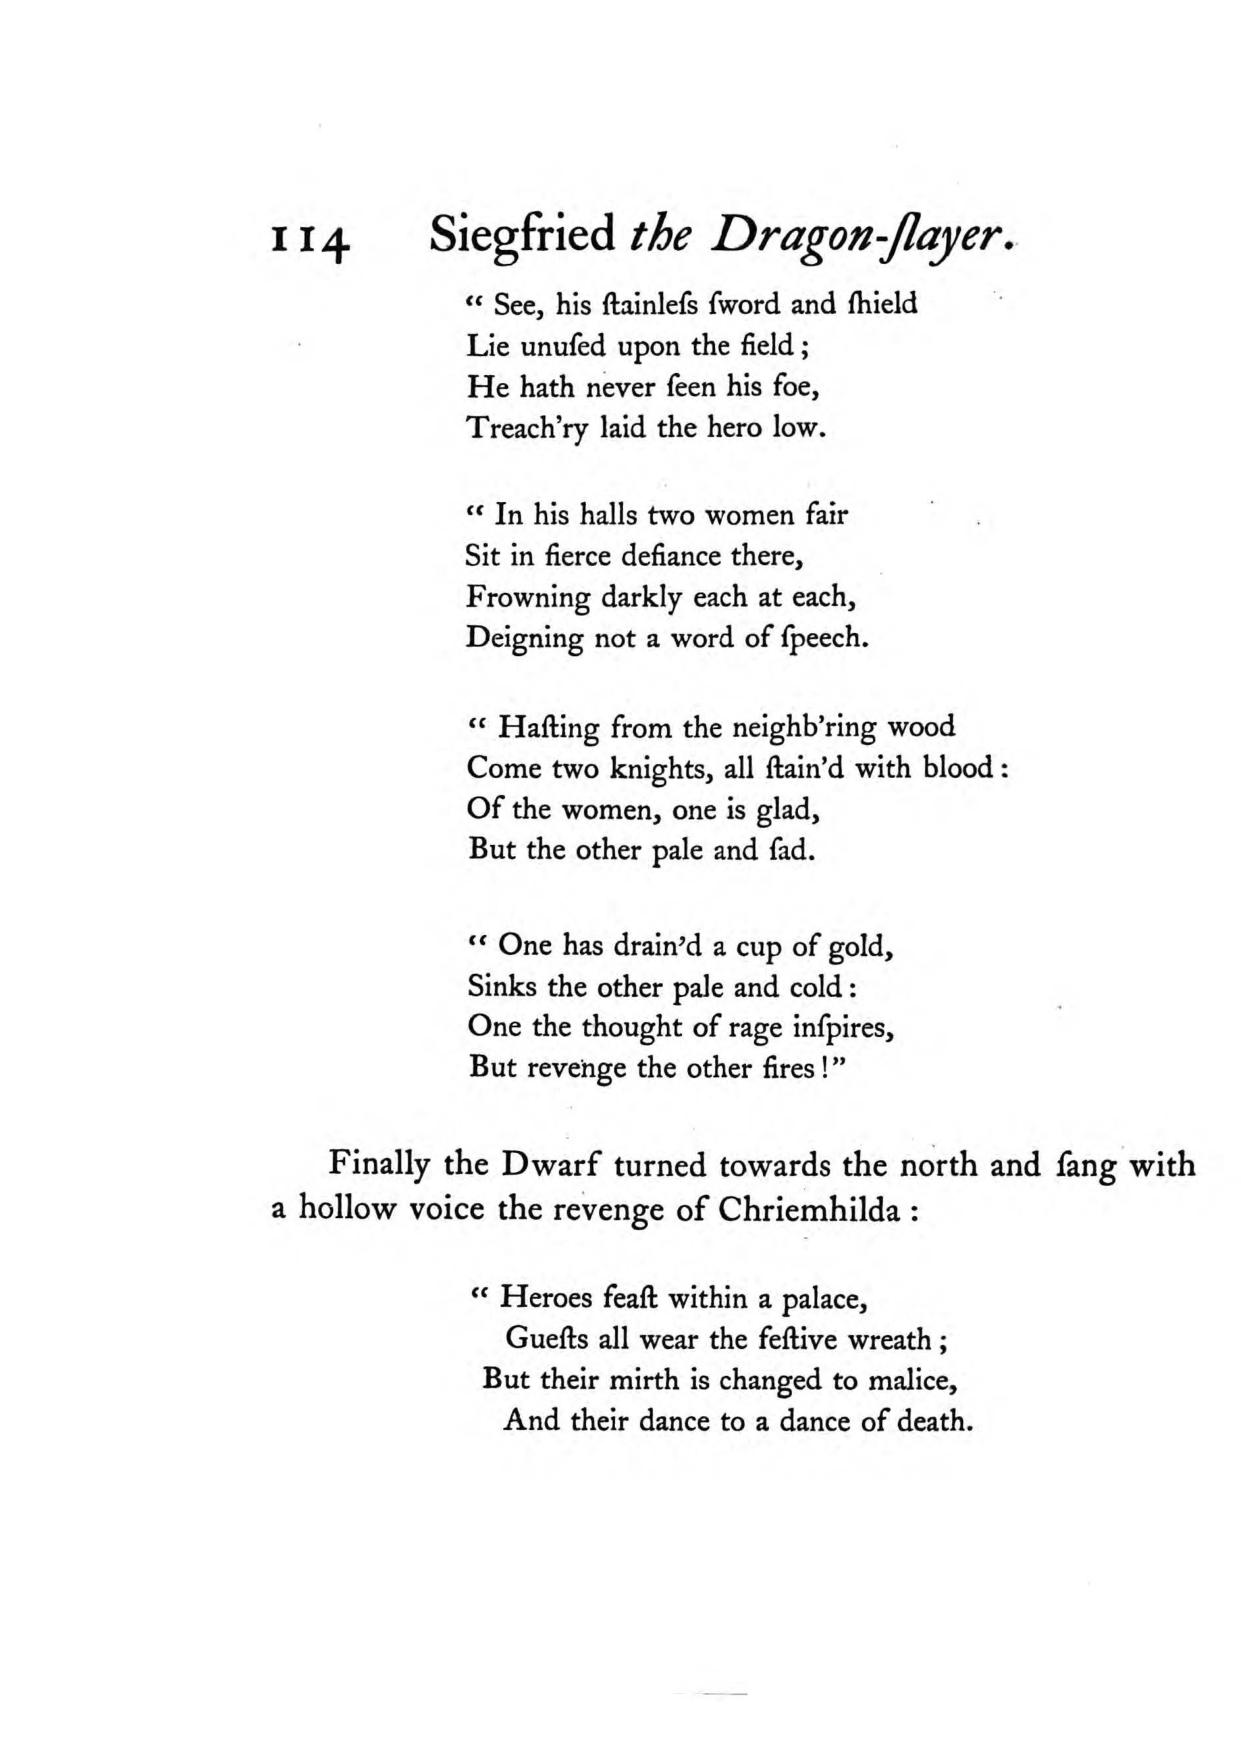 114 Siegfried the Dragon-ſlayer.
“ See, his ſtainleſs ſword and ſhield
Lie unuſed upon the field ;
He hath never ſeen his foe,
Treach’ry laid the hero low.
“ In his halls two women fair
Sit in fierce defiance there,
Frowning darkly each at each,
Deigning not a word of ſpeech.
“ Haſting from the neighb’ring wood
Come two knights, all ſtain’d with blood :
Of the women, one is glad,
But the other pale and ſad.
“ One has drain’d a cup of gold,
Sinks the other pale and cold :
One the thought of rage inſpires,
But revenge the other fires !”
Finally the Dwarf turned towards the north and ſang with
a hollow voice the revenge of Chriemhilda :
“ Heroes feaſt within a palace,
Gueſts all wear the feſtive wreath ;
But their mirth is changed to malice,
And their dance to a dance of death.